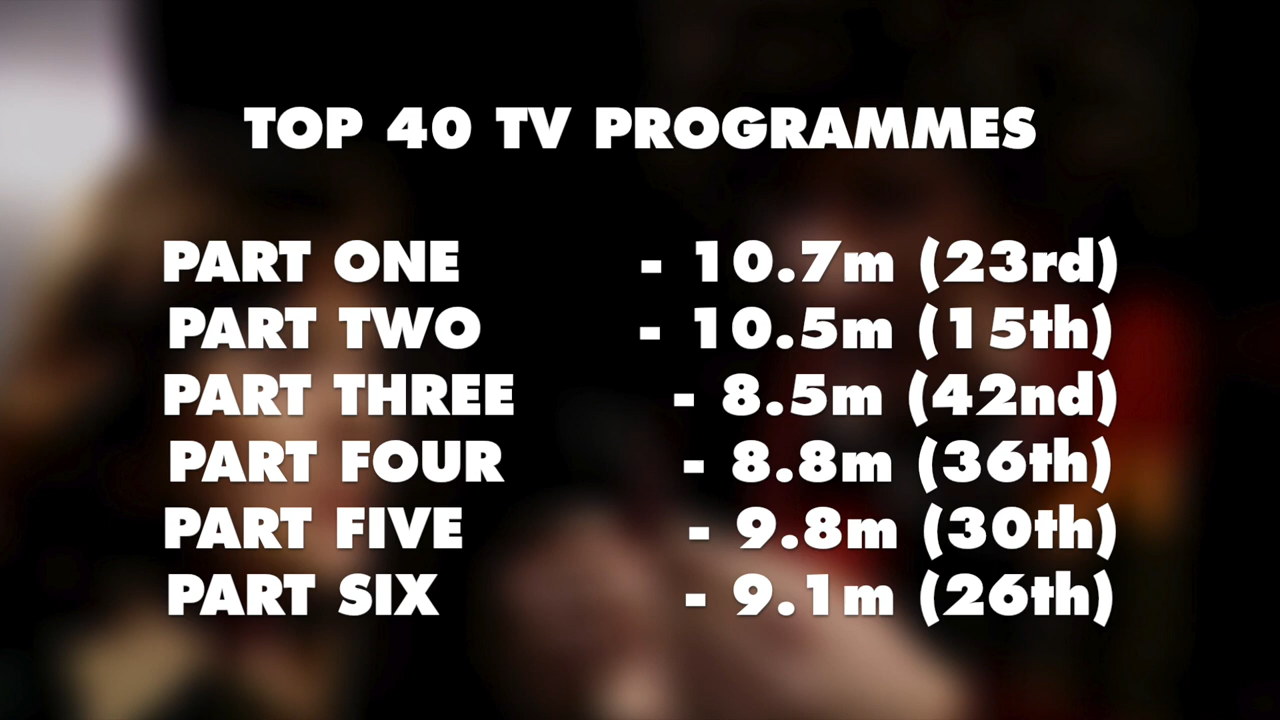 TOP 40 TV PROGRAMMES
PART ONE - 10.7m (23rd)
PART TWO - 10.5m (15th)
PART THREE - 8.5m (42nd)
PART FOUR - 8.8m (36th)
PART FIVE - 9.8m (30th)
PART SIX - 9.1m (26th)